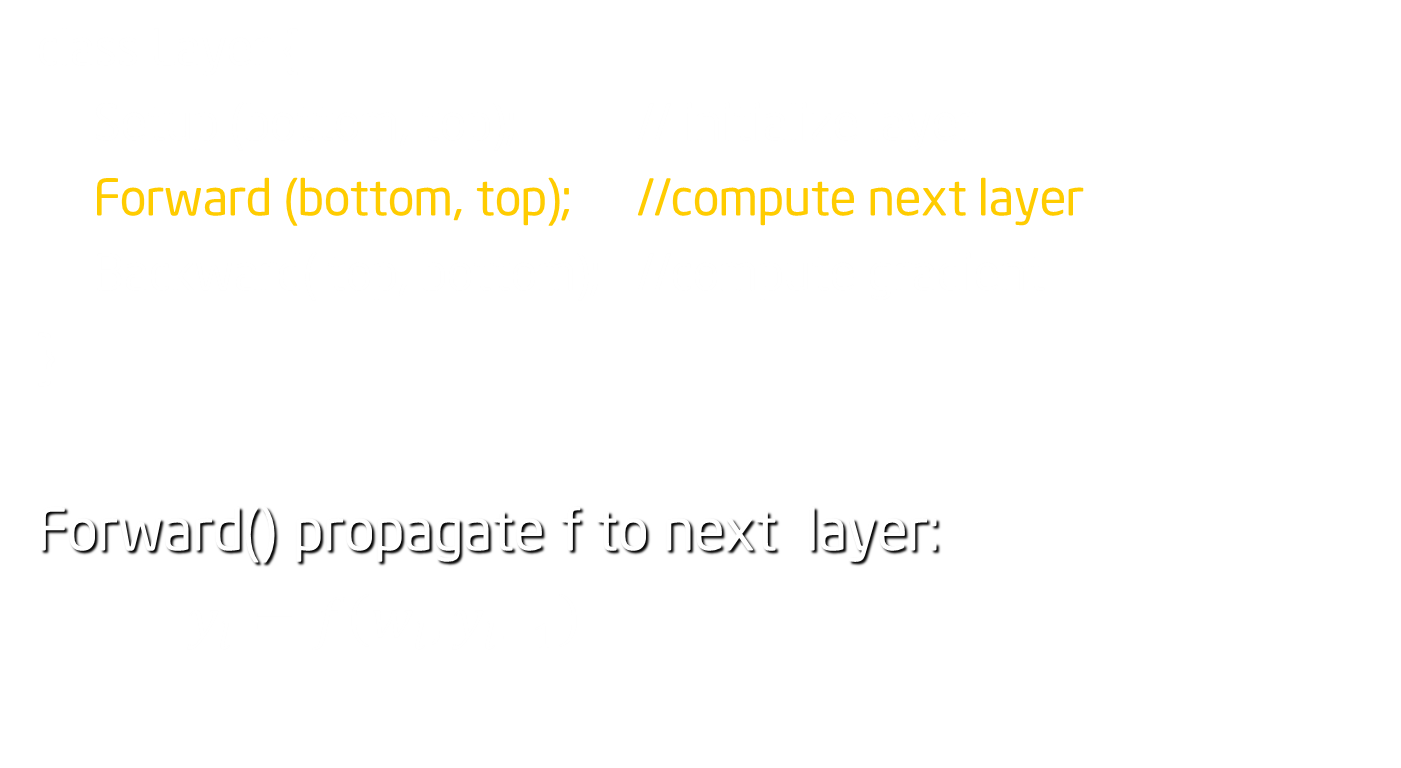 Forward (bottom, top);     //compute next layer
Forward() propagate f to next  layer: